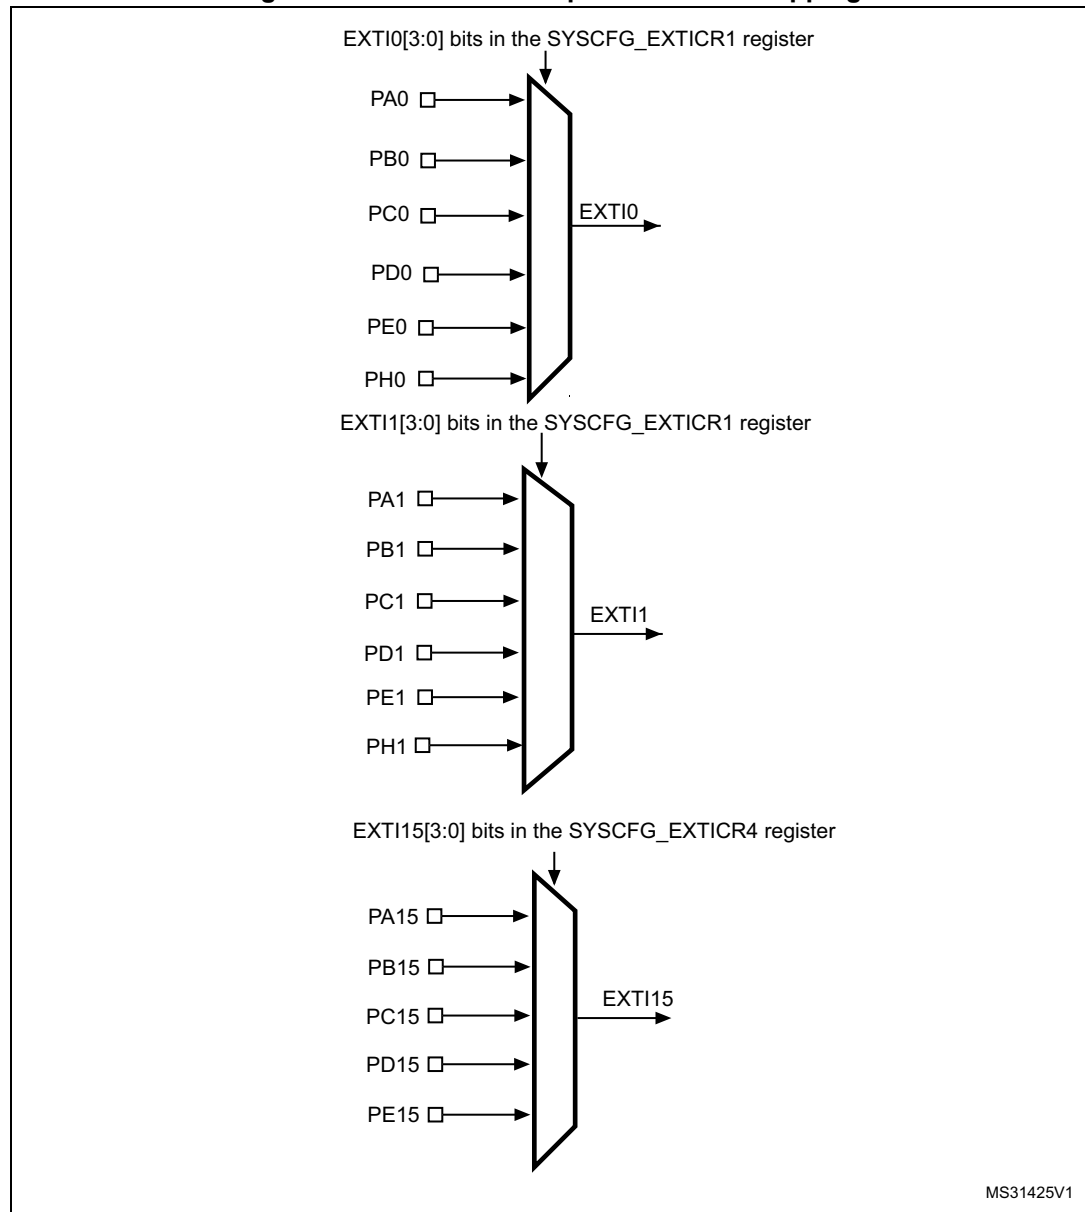 EXTI0[3:0] bits in the SYSCFG_EXTICR1 register
PA0
PB0
PC0
EXTI0
PD0
PE0
PH0
EXTI1[3:0] bits in the SYSCFG_EXTICR1 register
PA1
PB1
PC1
EXTI1
PD1
PE1
PH1
EXTI15[3:0] bits in the SYSCFG_EXTICR4 register
PA15
PB15
PC15
EXTI15
PD15
PE15
MS31425V1